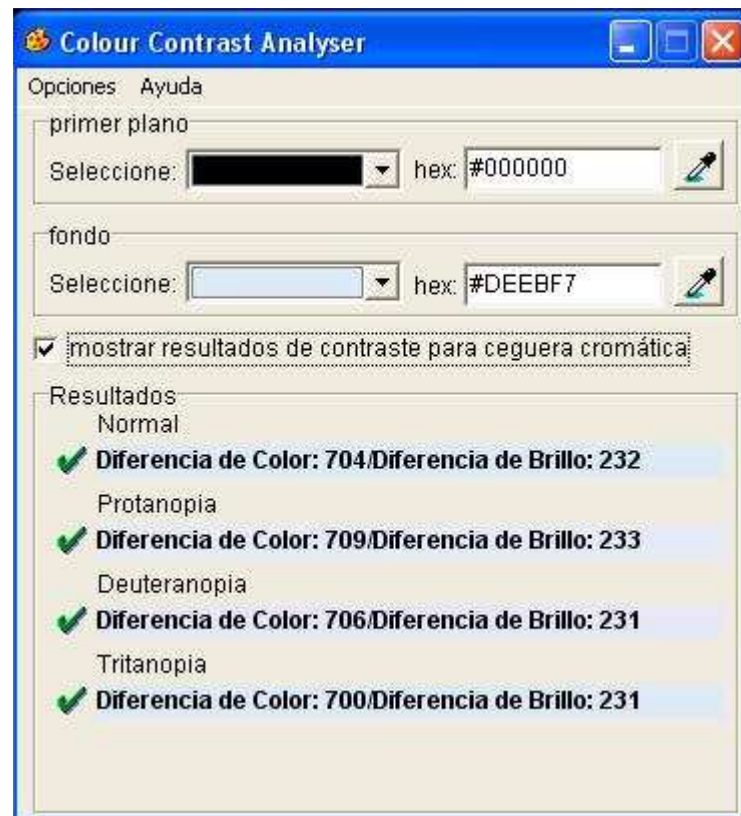 Colour Contrast Analyser
Opciones Ayuda
primer plano
Seleccione: hex: #000000
fondo
Seleccione: hex: #DEEBF7
mostrar resultados de contraste para ceguera cromática
Resultados
Normal
Diferencia de Color: 704/Diferencia de Brillo: 232
Protanopia
Diferencia de Color: 709/Diferencia de Brillo: 233
Deuteranopia
Diferencia de Color: 706/Diferencia de Brillo: 231
Tritanopia
Diferencia de Color: 700/Diferencia de Brillo: 231